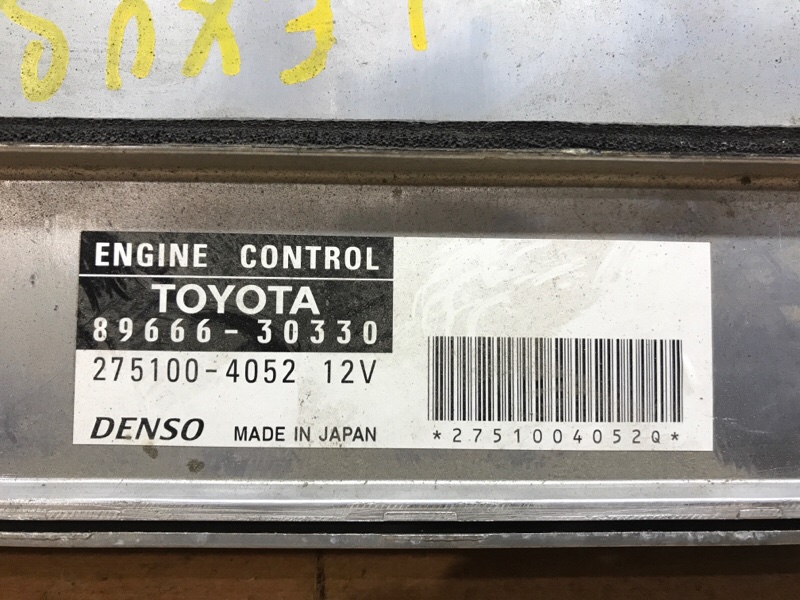 ENGINE CONTROL
TOYOTA
89666-30330
275100-4052 12V
DENSO MADE IN JAPAN
*2751004052Q*